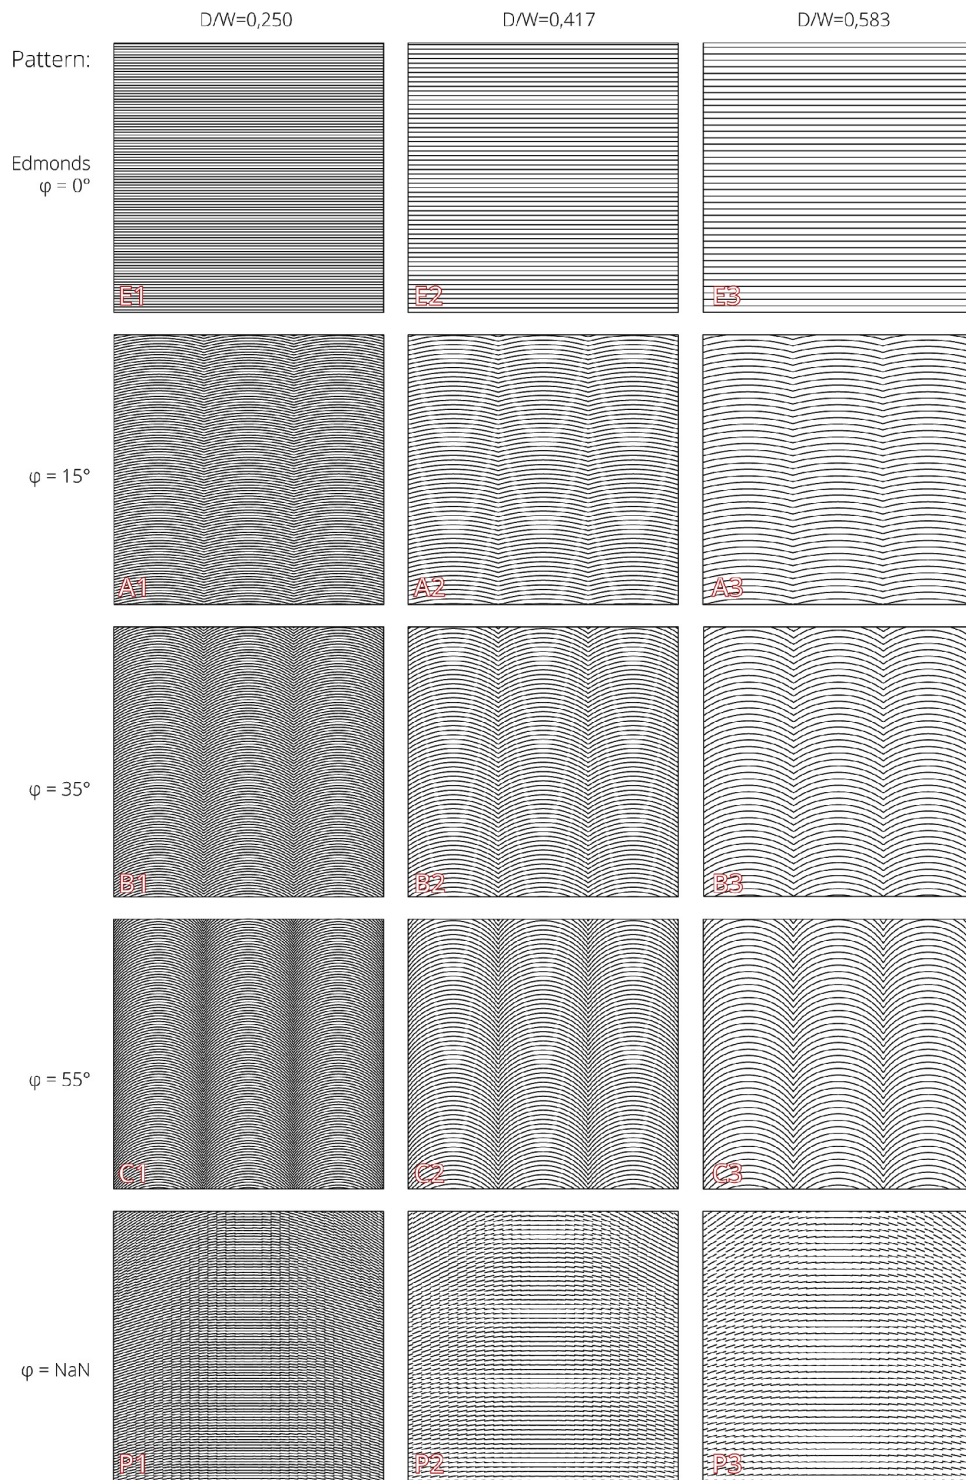 D/W=0,250 D/W=0,417 D/W=0,583
Pattern:
Edmonds
φ = 0°
E1 E2 E3
φ = 15°
A1 A2 A3
φ = 35°
B1 B2 B3
φ = 55°
C1 C2 C3
φ = NaN
P1 P2 P3